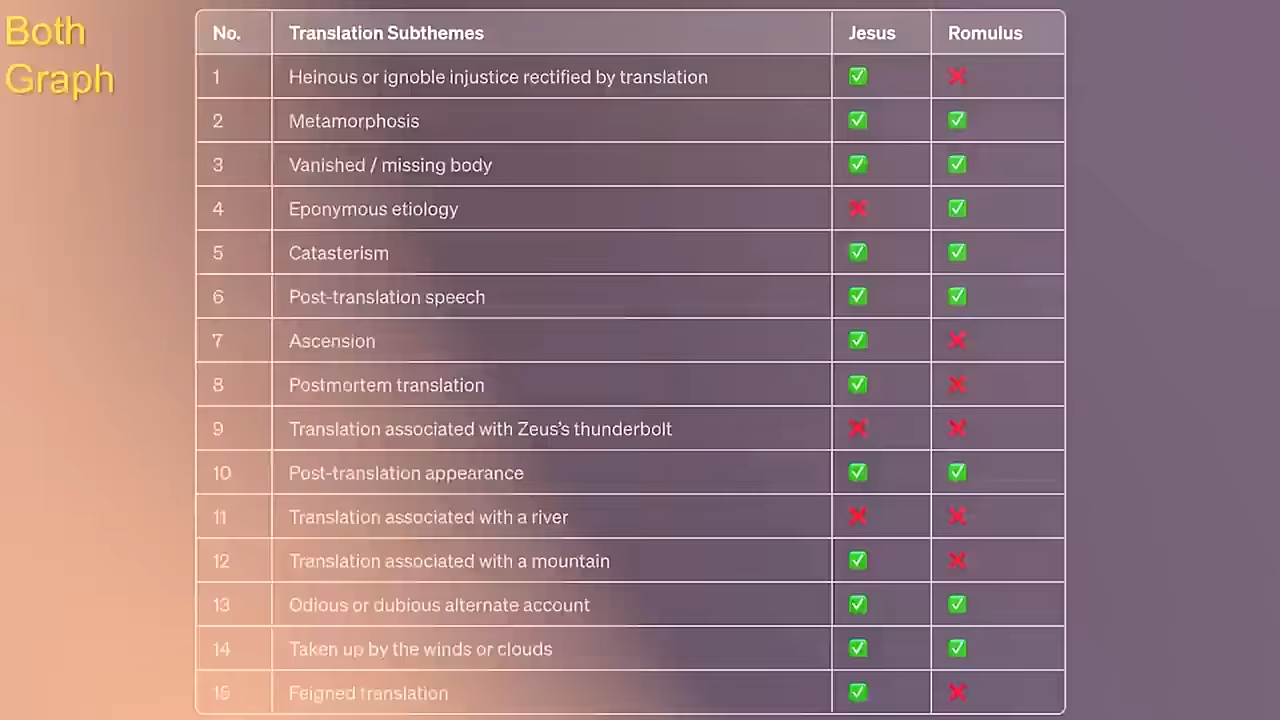 Both
Graph
No. Translation Subthemes Jesus Romulus
1 Heinous or ignoble injustice rectified by translation ✅ ❌
2 Metamorphosis ✅ ✅
3 Vanished / missing body ✅ ✅
4 Eponymous etiology ❌ ✅
5 Catasterism ✅ ✅
6 Post-translation speech ✅ ✅
7 Ascension ✅ ❌
8 Postmortem translation ✅ ❌
9 Translation associated with Zeus’s thunderbolt ❌ ❌
10 Post-translation appearance ✅ ✅
11 Translation associated with a river ❌ ❌
12 Translation associated with a mountain ✅ ❌
13 Odious or dubious alternate account ✅ ✅
14 Taken up by the winds or clouds ✅ ✅
15 Feigned translation ✅ ❌